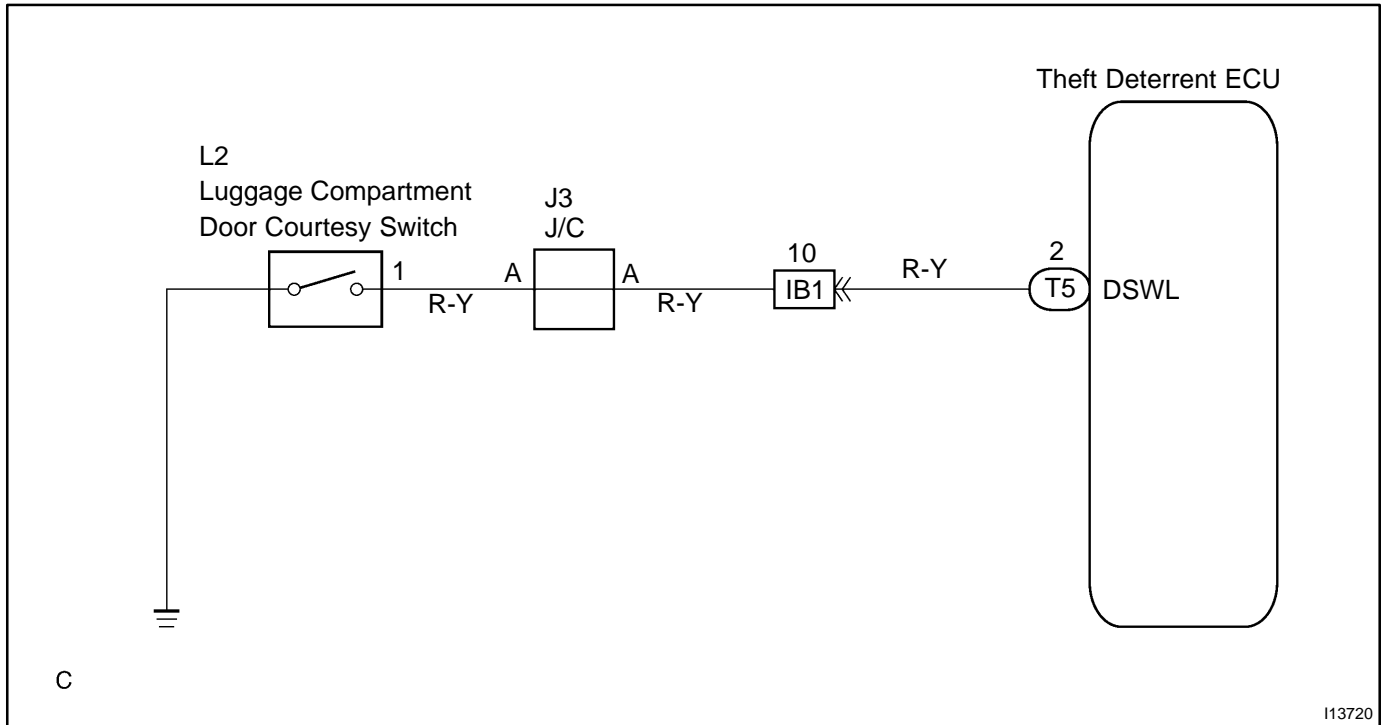 Theft Deterrent ECU
L2
Luggage Compartment
Door Courtesy Switch
J3
J/C
1
A
A
10
2
R-Y
R-Y
IB1
R-Y
T5
DSWL
C
I13720